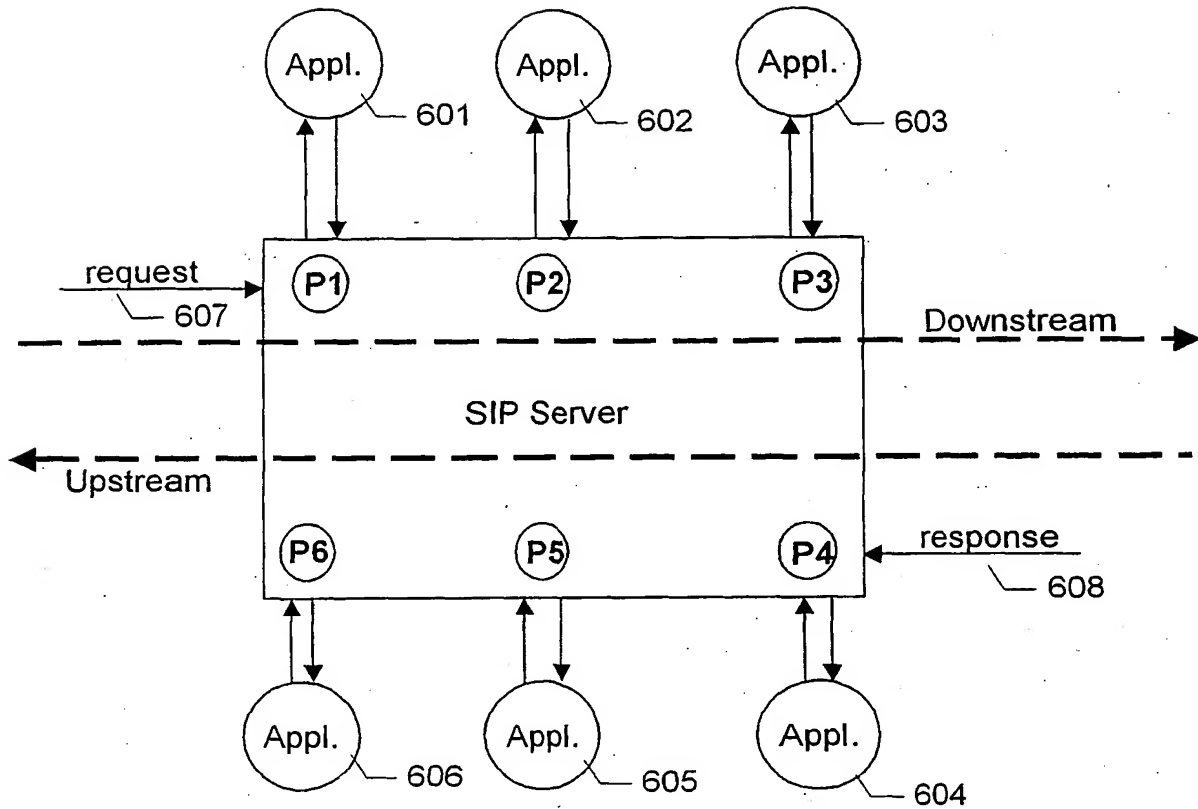 Appl. Appl. Appl.
601 602 603
P1 P2 P3
request
607
Downstream
SIP Server
Upstream
P6 P5 P4
response
608
Appl. Appl. Appl.
606 605 604